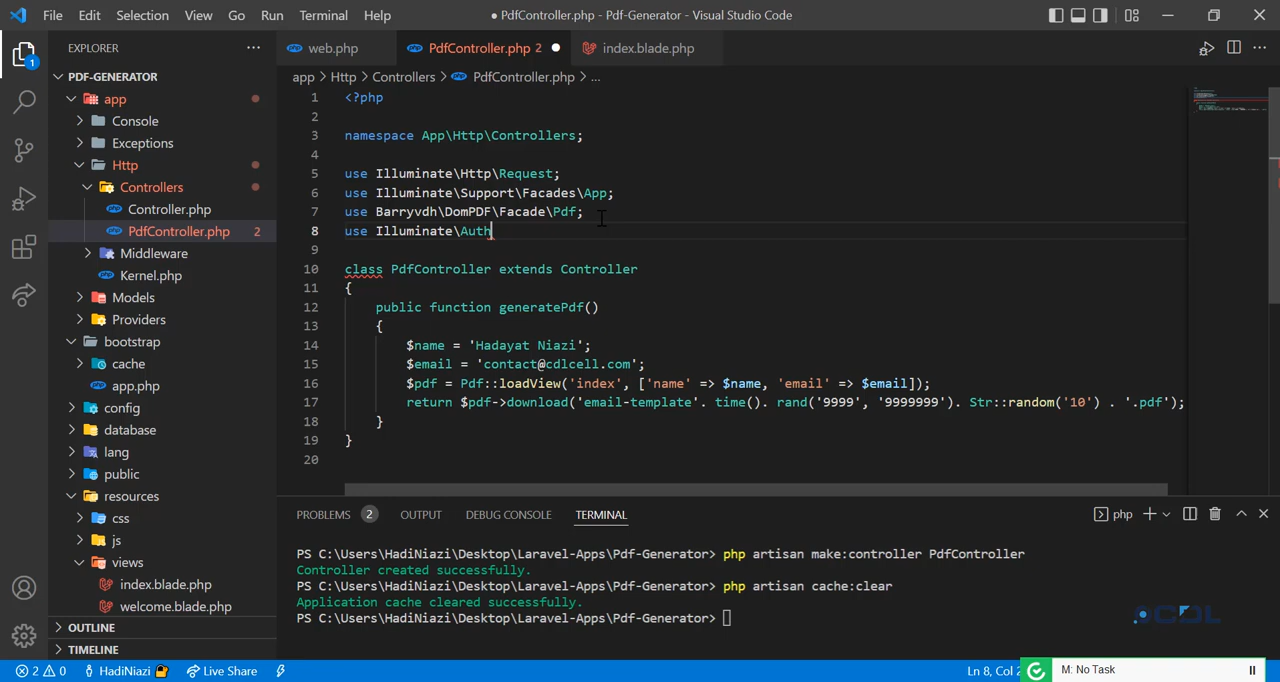 File Edit Selection View Go Run Terminal Help
● PdfController.php - Pdf-Generator - Visual Studio Code
EXPLORER
PDF-GENERATOR
app
Console
Exceptions
Http
Controllers
Controller.php
PdfController.php 2
Middleware
Kernel.php
Models
Providers
bootstrap
cache
app.php
config
database
lang
public
resources
css
js
views
index.blade.php
welcome.blade.php
OUTLINE
TIMELINE
1
web.php
PdfController.php 2
index.blade.php
app > Http > Controllers > PdfController.php > ...
1 <?php
2
3 namespace App\Http\Controllers;
4
5 use Illuminate\Http\Request;
6 use Illuminate\Support\Facades\App;
7 use Barryvdh\DomPDF\Facade\Pdf;
8 use Illuminate\Auth
9
10 class PdfController extends Controller
11 {
12 public function generatePdf()
13 {
14 $name = 'Hadayat Niazi';
15 $email = 'contact@cdlcell.com';
16 $pdf = Pdf::loadView('index', ['name' => $name, 'email' => $email]);
17 return $pdf->download('email-template'. time(). rand('9999', '9999999'). Str::random('10') . '.pdf');
18 }
19 }
20
PROBLEMS 2 OUTPUT DEBUG CONSOLE TERMINAL
php
PS C:\Users\HadiNiazi\Desktop\Laravel-Apps\Pdf-Generator> php artisan make:controller PdfController
Controller created successfully.
PS C:\Users\HadiNiazi\Desktop\Laravel-Apps\Pdf-Generator> php artisan cache:clear
Application cache cleared successfully.
PS C:\Users\HadiNiazi\Desktop\Laravel-Apps\Pdf-Generator>
CDL
2 0 HadiNiazi Live Share
Ln 8, Col 2
M: No Task